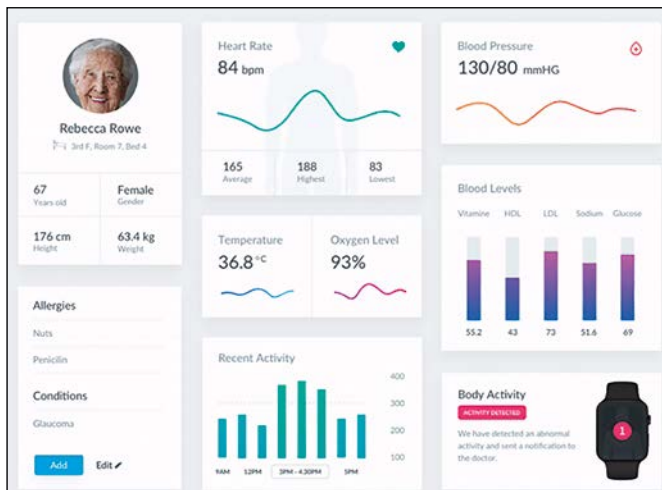 Rebecca Rowe
3rd F, Room 7, Bed 4
67
Years old
Female
Gender
176 cm
Height
63.4 kg
Weight
Allergies
Nuts
Penicilin
Conditions
Glaucoma
Add
Edit
Heart Rate
84 bpm
165
Average
188
Highest
83
Lowest
Temperature
36.8 °C
Oxygen Level
93%
Recent Activity
400
300
200
100
9AM 12PM 3PM - 4:30PM 5PM
Blood Pressure
130/80 mmHG
Blood Levels
Vitamine HDL LDL Sodium Glucose
55.2 43 73 51.6 69
Body Activity
ACTIVITY DETECTED
We have detected an abnormal
activity and sent a notification to
the doctor.
1